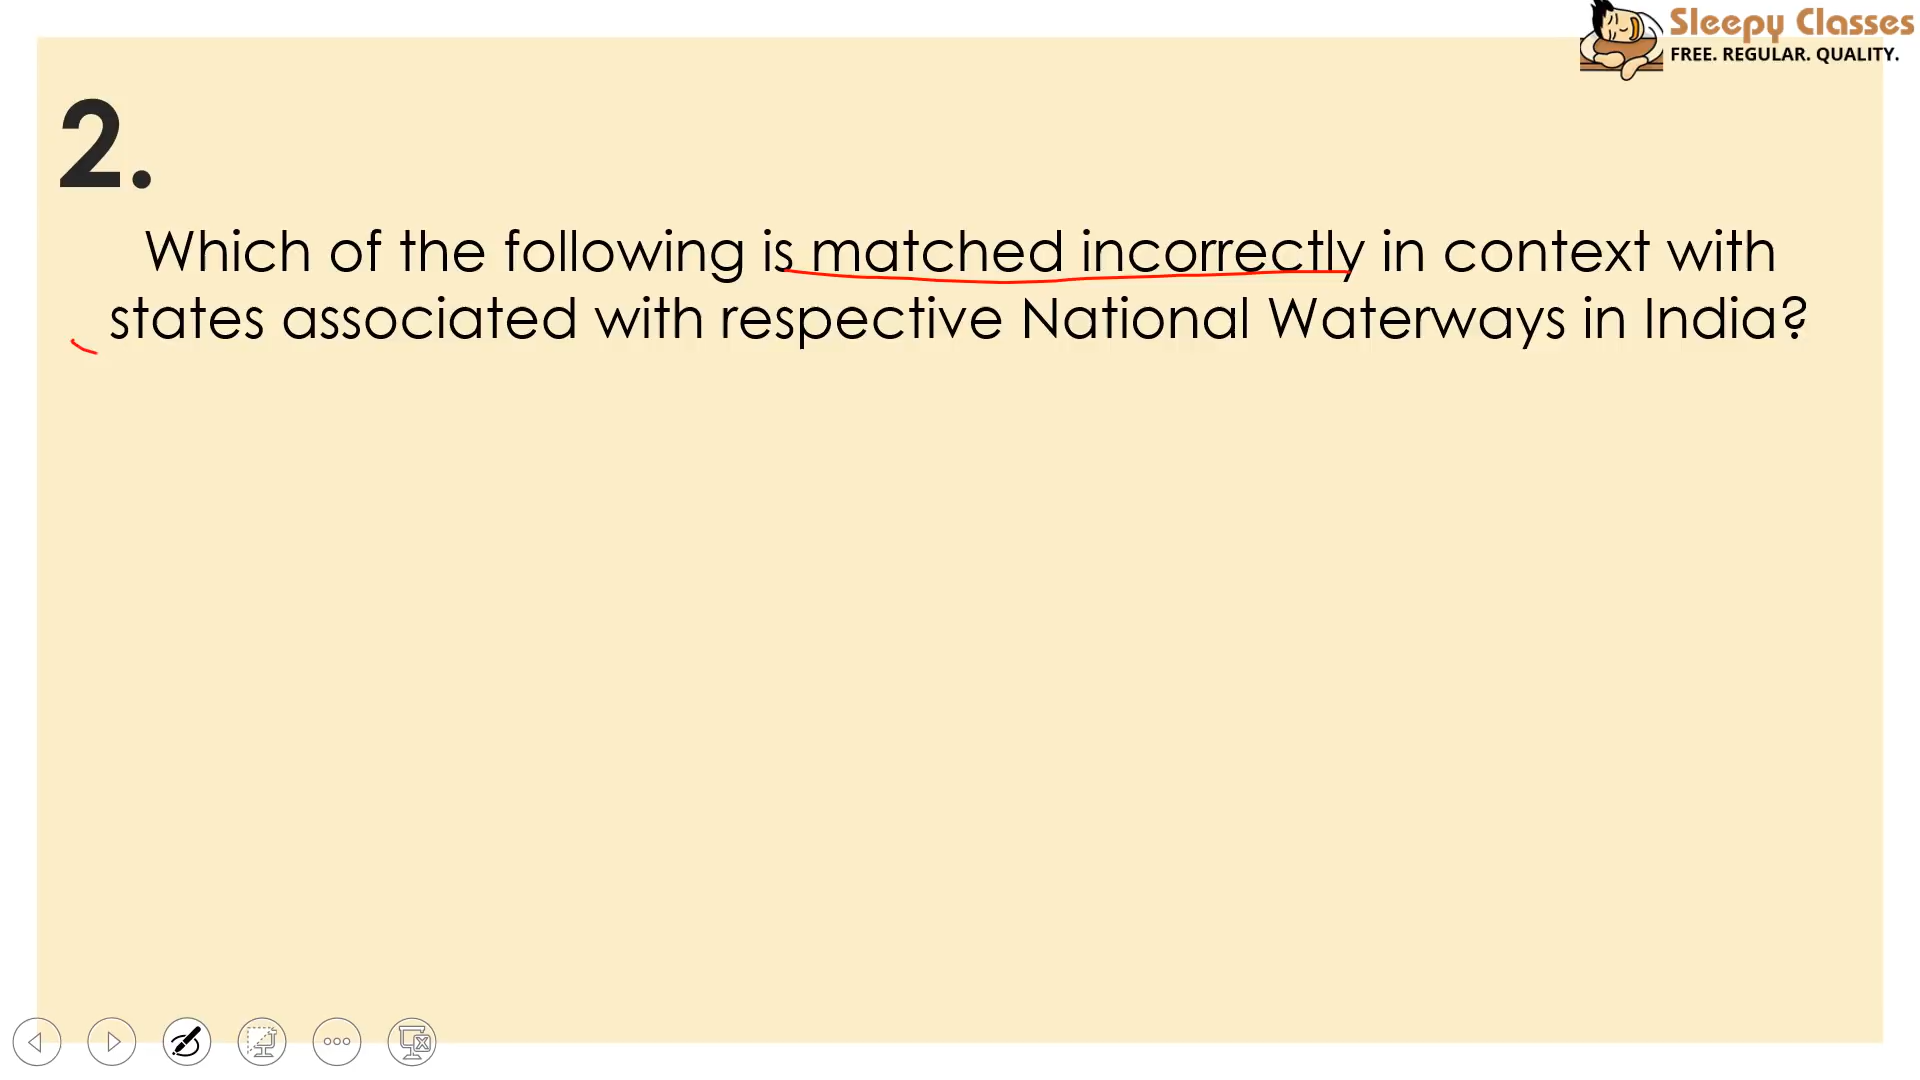 Sleepy Classes
FREE. REGULAR. QUALITY.
2.
Which of the following is matched incorrectly in context with
states associated with respective National Waterways in India?